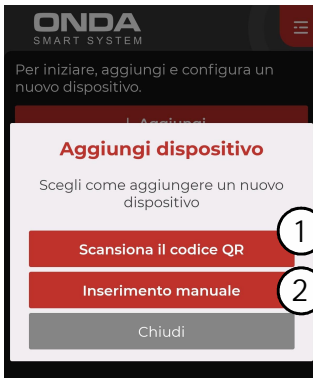 ONDA
SMART SYSTEM
Per iniziare, aggiungi e configura un
nuovo dispositivo.
+ Aggiungi
Aggiungi dispositivo
Scegli come aggiungere un nuovo
dispositivo
Scansiona il codice QR
1
Inserimento manuale
2
Chiudi